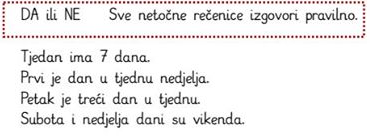 DA ili NE Sve netočne rečenice izgovori pravilno.
Tjedan ima 7 dana.
Prvi je dan u tjednu nedjelja.
Petak je treći dan u tjednu.
Subota i nedjelja dani su vikenda.